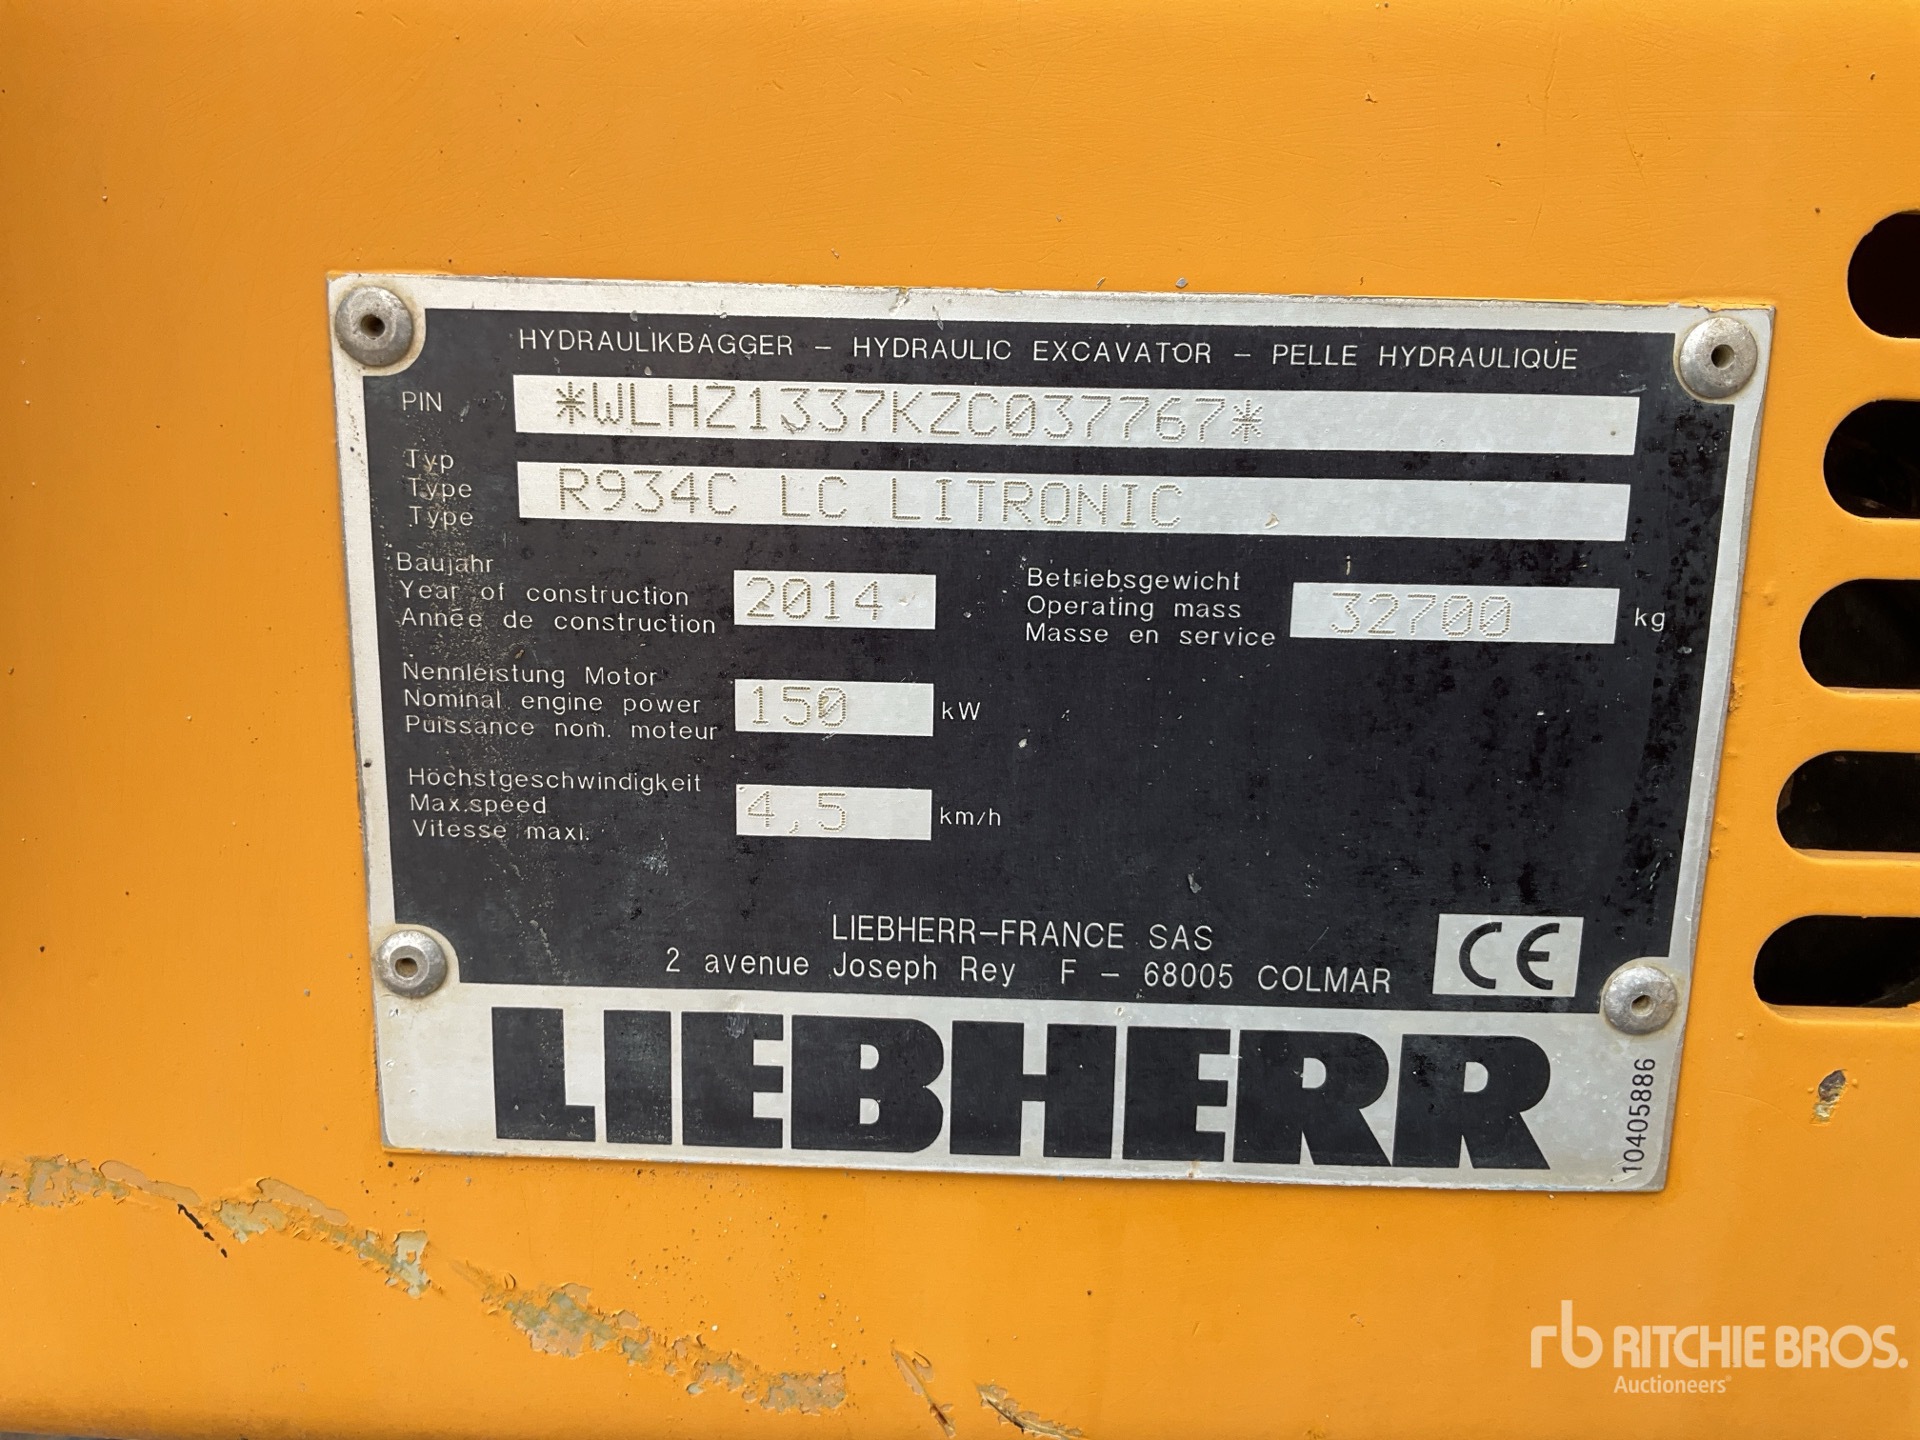 HYDRAULIKBAGGER – HYDRAULIC EXCAVATOR – PELLE HYDRAULIQUE
PIN *WLHZ1337KZC037767*
Typ
Type R934C LC LITRONIC
Type
Baujahr
Year of construction 2014
Année de construction
Betriebsgewicht
Operating mass 32700 kg
Masse en service
Nennleistung Motor
Nominal engine power 150 kW
Puissance nom. moteur
Höchstgeschwindigkeit
Max.speed 4,5 km/h
Vitesse maxi.
LIEBHERR-FRANCE SAS
2 avenue Joseph Rey F – 68005 COLMAR
CE
LIEBHERR
10405886
rb RITCHIE BROS.
Auctioneers